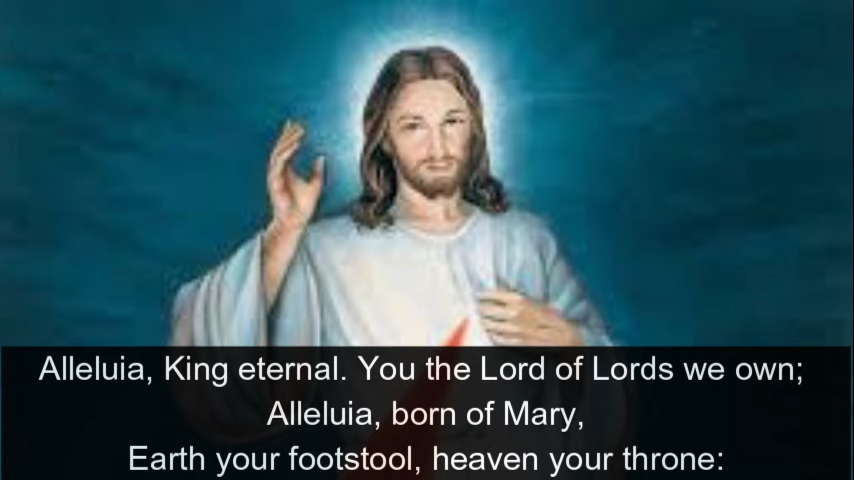 Alleluia, King eternal. You the Lord of Lords we own;
Alleluia, born of Mary,
Earth your footstool, heaven your throne: